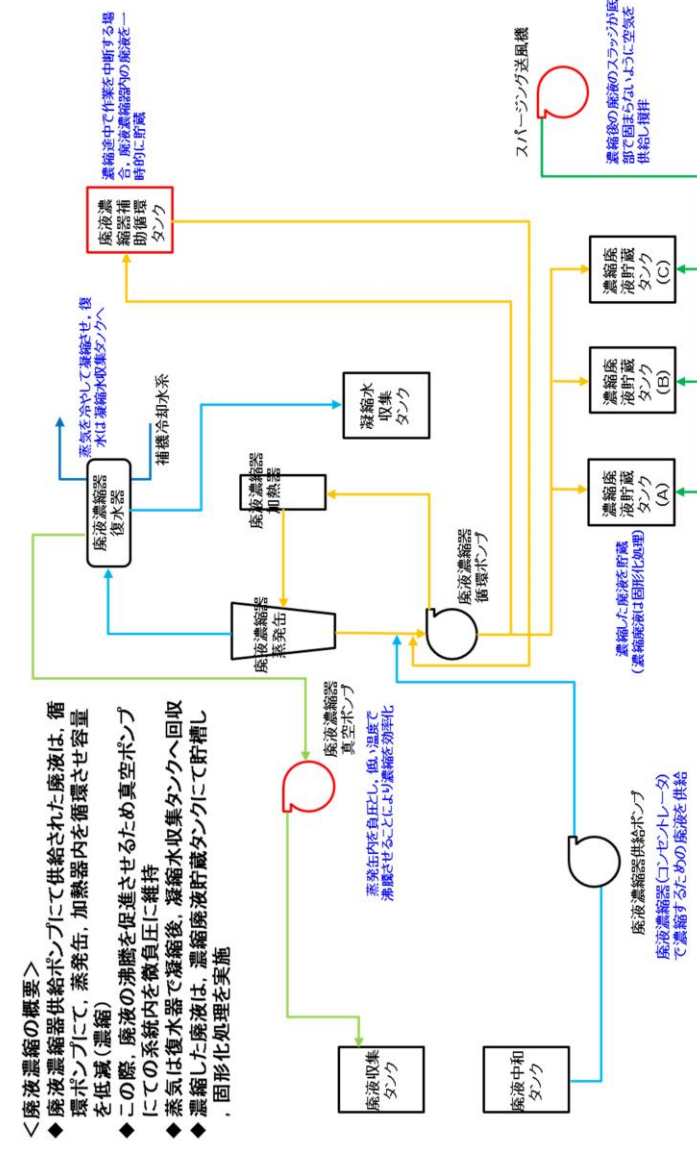 ＜廃液濃縮の概要＞
◆ 廃液濃縮器供給ポンプにて供給された廃液は，循
環ポンプにて，蒸発缶，加熱器内を循環させ容量
を低減（濃縮）
◆ この際，廃液の沸騰を促進させるため真空ポンプ
にての系統内を微負圧に維持
◆ 蒸気は復水器で凝縮後，凝縮水収集タンクへ回収
◆ 濃縮した廃液は，濃縮廃液貯蔵タンクにて貯槽し
，固形化処理を実施
蒸気を冷やして凝縮させ，復
水は凝縮水収集タンクへ
廃液濃縮器
復水器
補機冷却水系
廃液濃
縮器補
助循環
タンク
濃縮途中で作業を中断する場
合，廃液濃縮器内の廃液を一
時的に貯蔵
廃液濃縮器
蒸発缶
廃液濃縮器
加熱器
凝縮水
収集
タンク
廃液濃縮器
真空ポンプ
蒸発缶内を負圧とし，低い温度で
沸騰させることにより濃縮を効率化
廃液濃縮器
循環ポンプ
廃液収集
タンク
廃液中和
タンク
廃液濃縮器供給ポンプ
廃液濃縮器（コンセントレータ）
で濃縮するための廃液を供給
濃縮した廃液を貯蔵
（濃縮廃液は固形化処理）
濃縮廃
液貯蔵
タンク
(A)
濃縮廃
液貯蔵
タンク
(B)
濃縮廃
液貯蔵
タンク
(C)
スパージング送風機
濃縮後の廃液のスラッジが底
部で固まらないように空気を
供給し攪拌